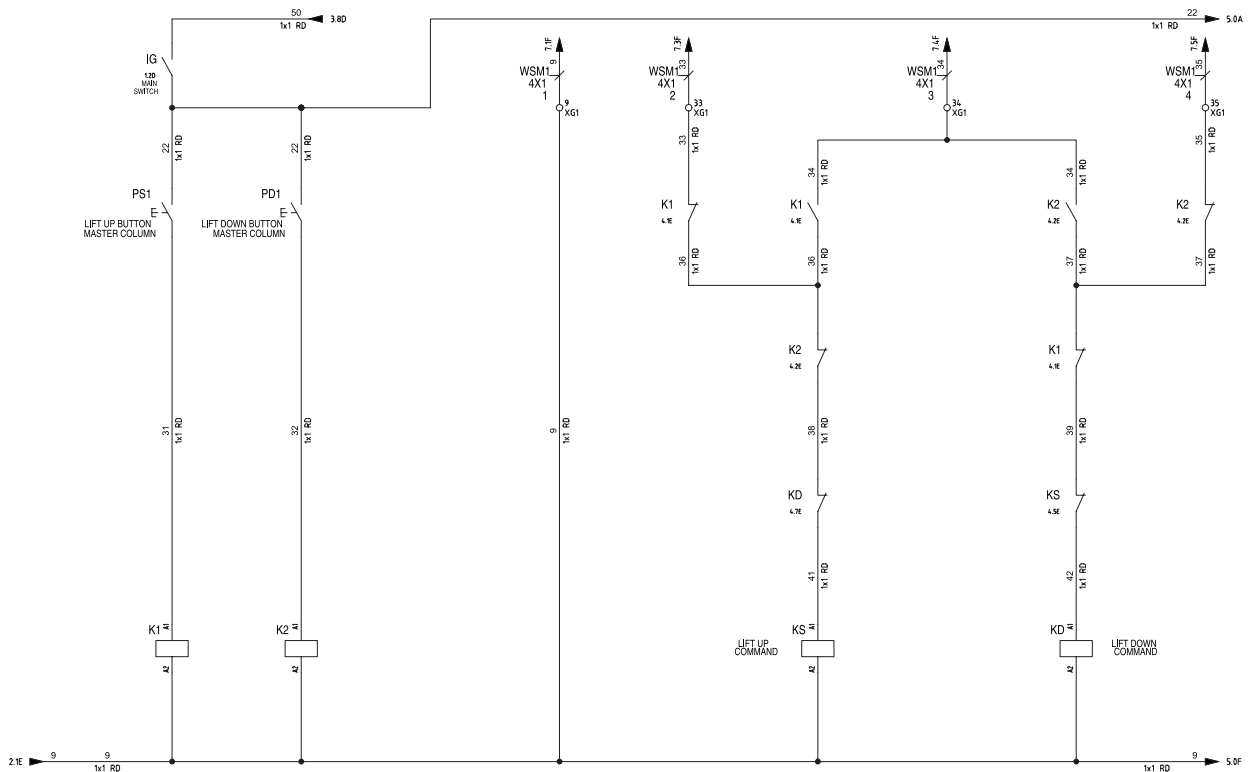 50
3.8D
1x1 RD
22
5.0A
1x1 RD
IG
1.2D
MAIN
SWITCH
7.1F
9
WSM1
4X1
1
9
XG1
7.3F
33
WSM1
4X1
2
33
XG1
7.4F
34
WSM1
4X1
3
34
XG1
7.5F
35
WSM1
4X1
4
35
XG1
22
1x1 RD
22
1x1 RD
33
1x1 RD
34
1x1 RD
34
1x1 RD
35
1x1 RD
PS1
LIFT UP BUTTON
MASTER COLUMN
PD1
LIFT DOWN BUTTON
MASTER COLUMN
K1
4.1E
K1
4.1E
K2
4.2E
K2
4.2E
36
1x1 RD
36
1x1 RD
37
1x1 RD
37
1x1 RD
K2
4.2E
K1
4.1E
31
1x1 RD
32
1x1 RD
9
1x1 RD
38
1x1 RD
39
1x1 RD
KD
4.7E
KS
4.5E
41
1x1 RD
42
1x1 RD
K1
A1
A2
K2
A1
A2
LIFT UP
COMMAND
KS
A1
A2
KD
A1
A2
LIFT DOWN
COMMAND
2.1E
9
9
1x1 RD
9
1x1 RD
5.0F